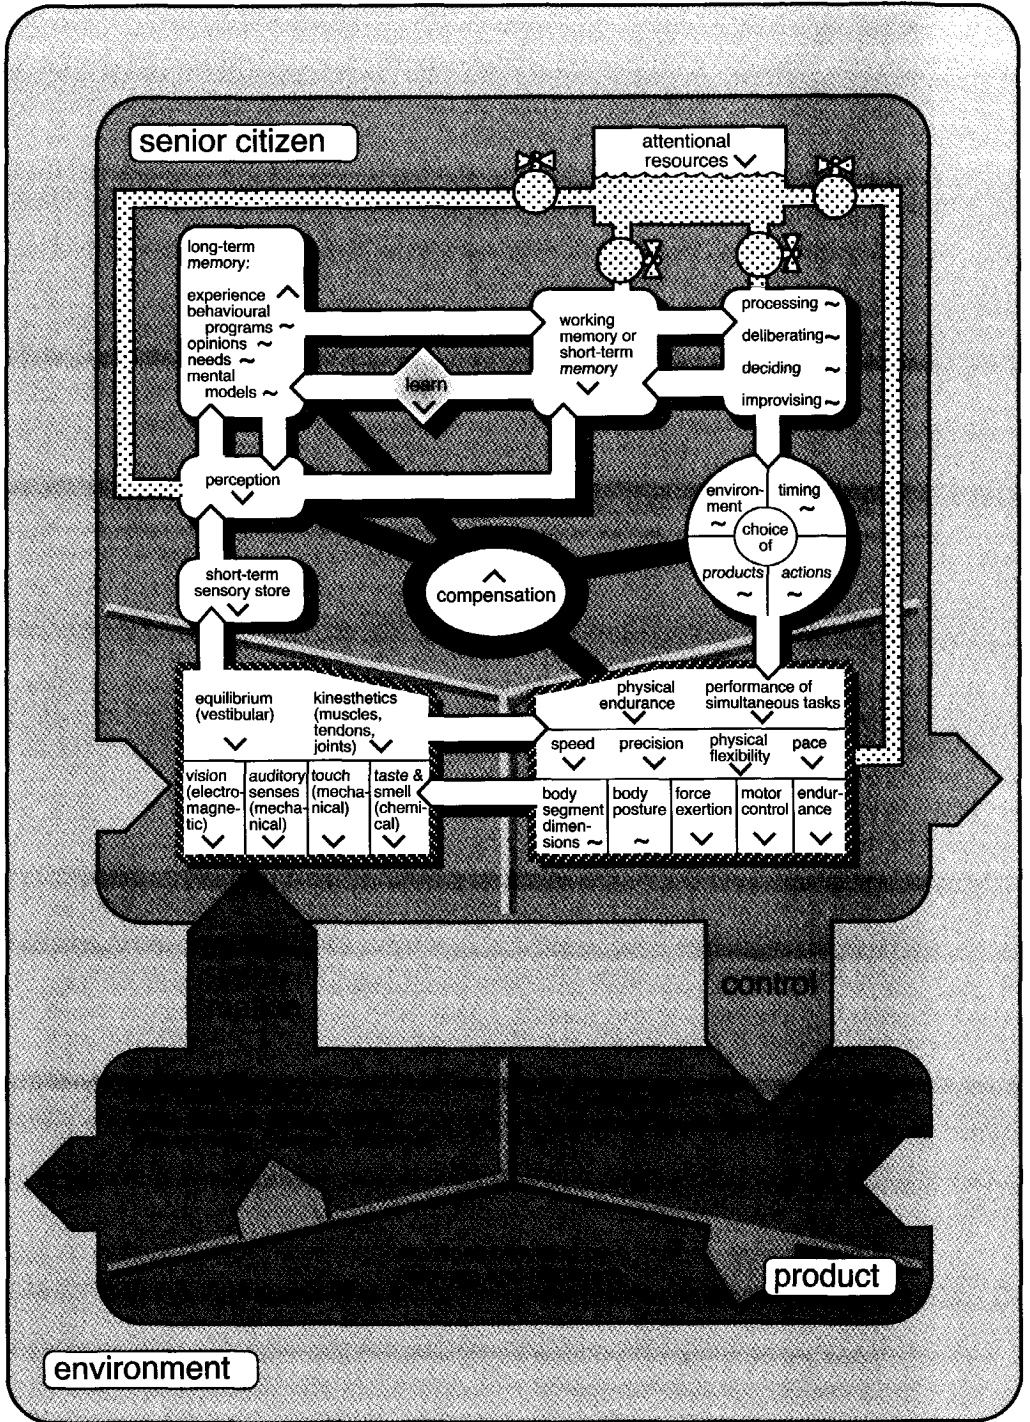 senior citizen
attentional
resources
long-term
memory:
experience
behavioural
programs ~
opinions ~
needs ~
mental
models ~
learn
working
memory or
short-term
memory
processing ~
deliberating ~
deciding ~
improvising ~
perception
short-term
sensory store
compensation
environ-
ment
~
timing
~
choice
of
products
~
actions
~
equilibrium
(vestibular)
kinesthetics
(muscles,
tendons,
joints)
vision
(electro-
magne-
tic)
auditory
senses
(mecha-
nical)
touch
(mecha-
nical)
taste &
smell
(chemi-
cal)
physical
endurance
performance of
simultaneous tasks
speed
precision
physical
flexibility
pace
body
segment
dimen-
sions ~
body
posture
~
force
exertion
motor
control
endur-
ance
control
product
environment